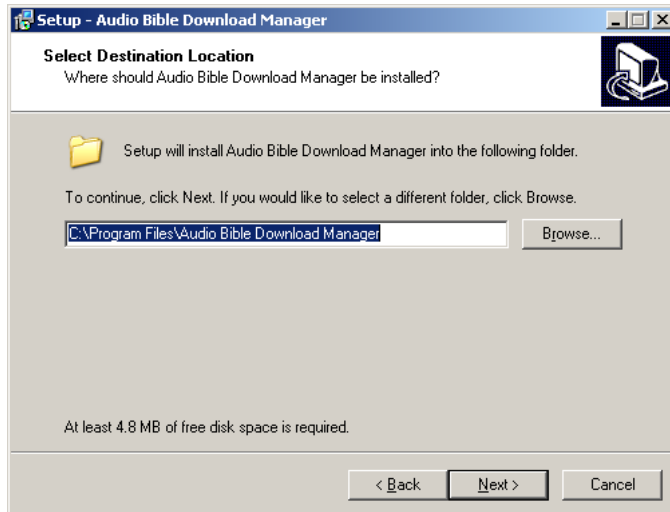 Setup - Audio Bible Download Manager
Select Destination Location
Where should Audio Bible Download Manager be installed?
Setup will install Audio Bible Download Manager into the following folder.
To continue, click Next. If you would like to select a different folder, click Browse.
C:\Program Files\Audio Bible Download Manager
Browse...
At least 4.8 MB of free disk space is required.
< Back
Next >
Cancel